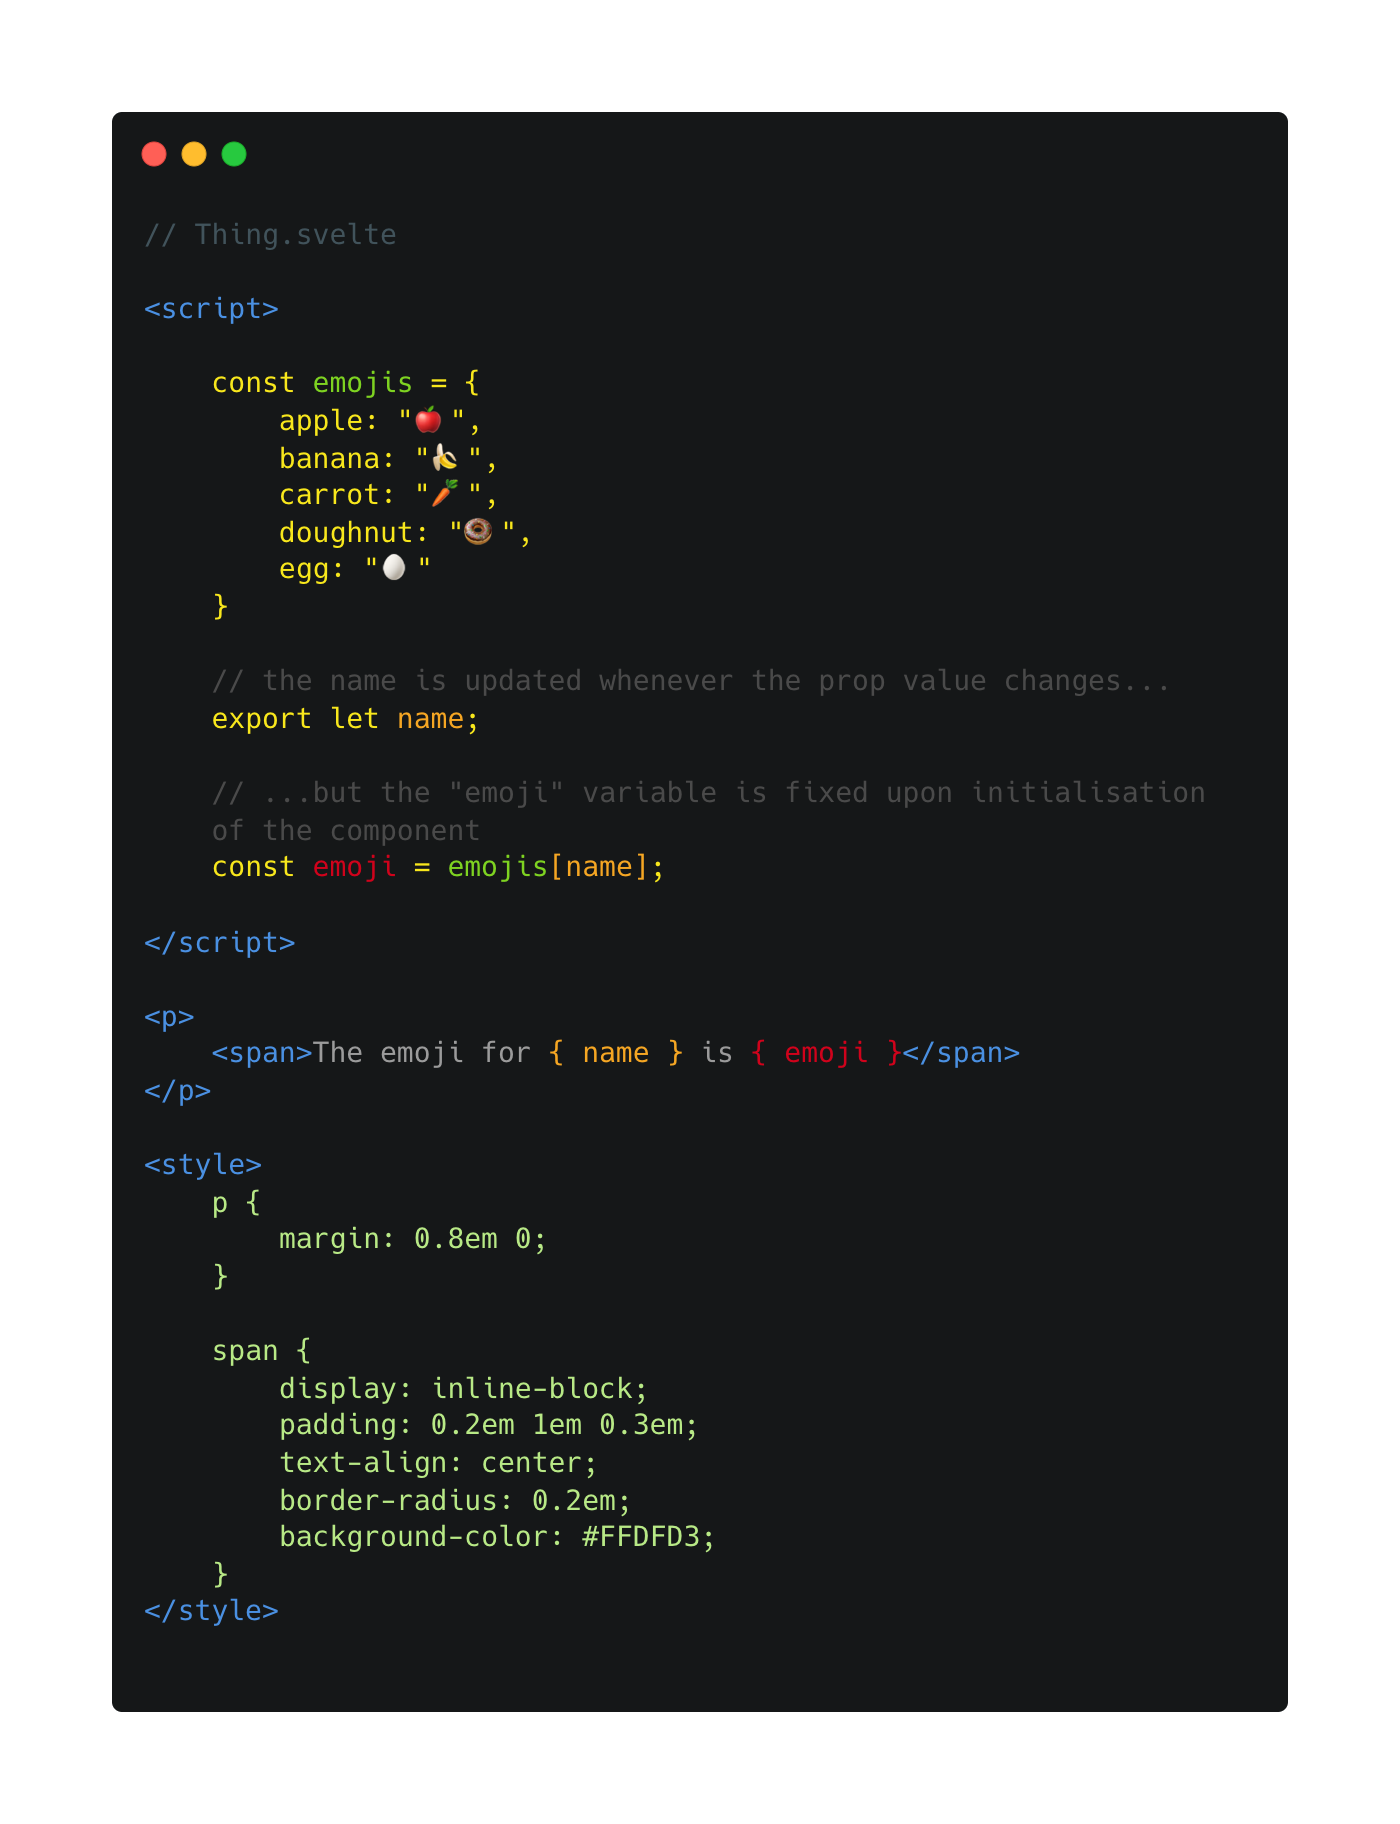 // Thing.svelte
<script>
const emojis = {
apple: "🍎",
banana: "🍌",
carrot: "🥕",
doughnut: "🍩",
egg: "🥚"
}
// the name is updated whenever the prop value changes...
export let name;
// ...but the "emoji" variable is fixed upon initialisation
of the component
const emoji = emojis[name];
</script>
<p>
<span>The emoji for { name } is { emoji }</span>
</p>
<style>
p {
margin: 0.8em 0;
}
span {
display: inline-block;
padding: 0.2em 1em 0.3em;
text-align: center;
border-radius: 0.2em;
background-color: #FFDFD3;
}
</style>